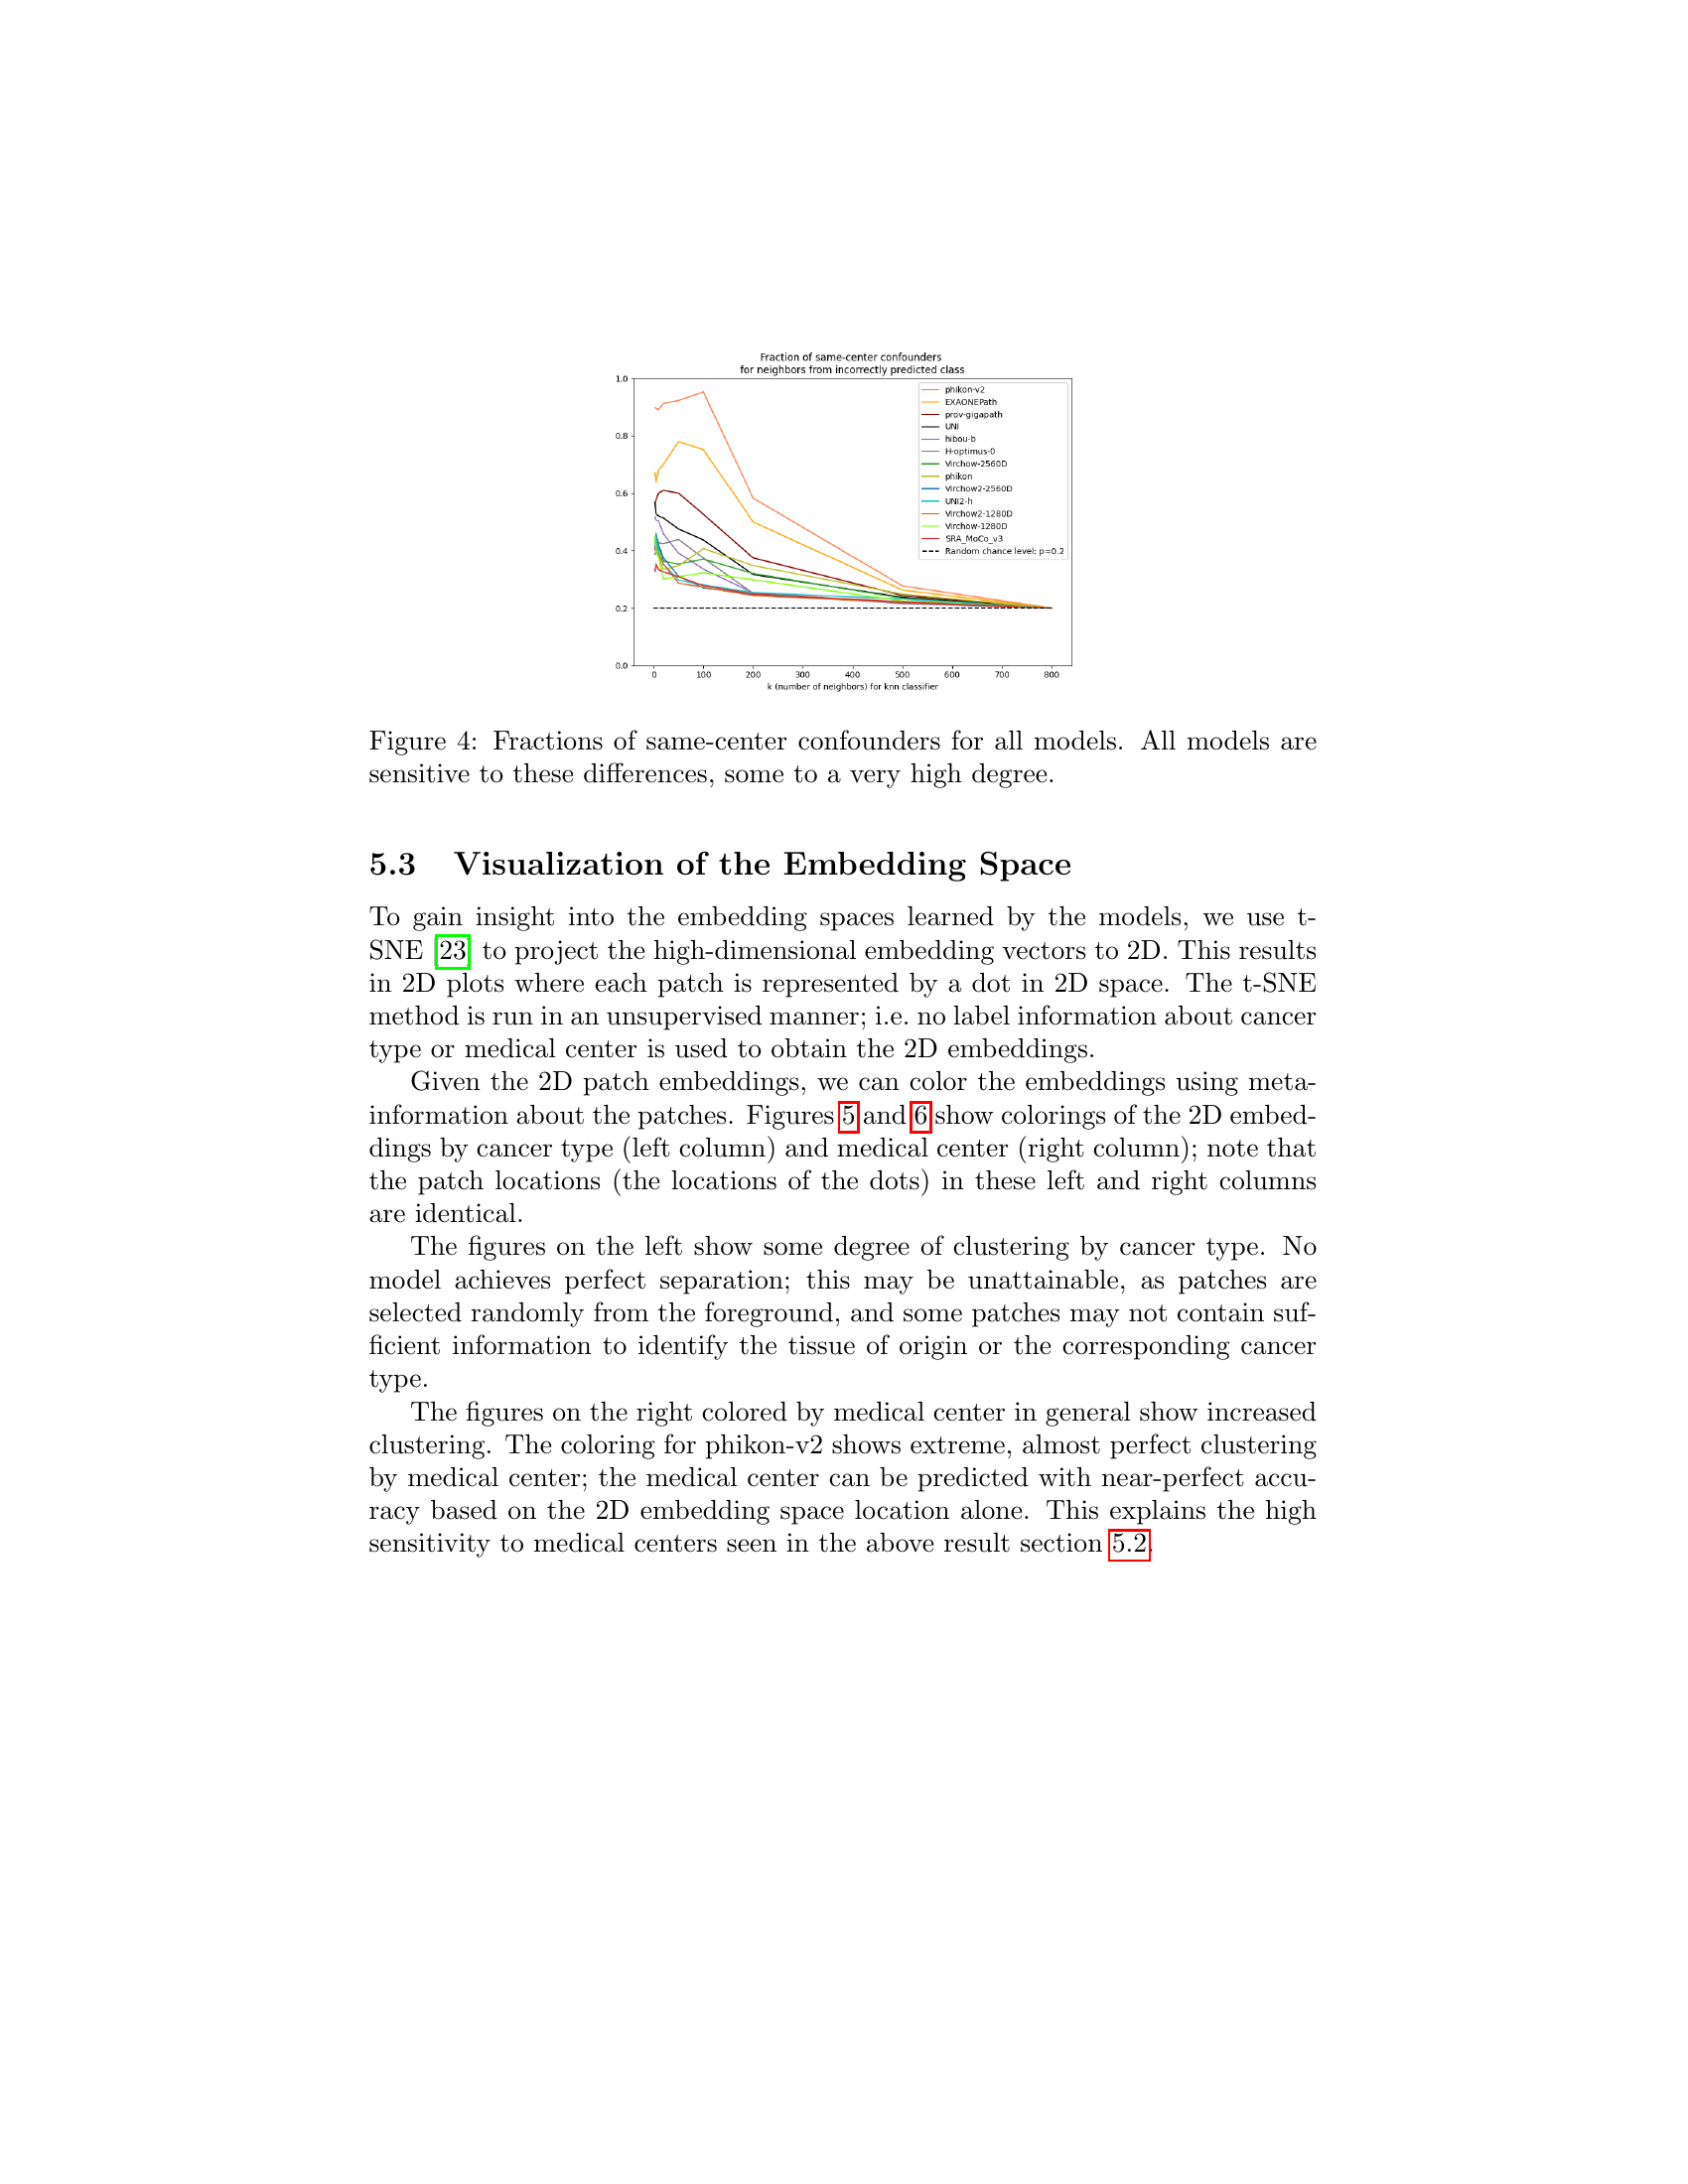 Fraction of same-center confounders
for neighbors from incorrectly predicted class
1.0
0.8
0.6
0.4
0.2
0.0
phikon-v2
EXAONEPath
prov-gigapath
UNI
hibou-b
H-optimus-0
Virchow-2560D
phikon
Virchow2-2560D
UNI2-h
Virchow2-1280D
Virchow-1280D
SRA_MoCo_v3
Random chance level: p=0.2
0 100 200 300 400 500 600 700 800
k (number of neighbors) for knn classifier
Figure 4: Fractions of same-center confounders for all models. All models are
sensitive to these differences, some to a very high degree.
5.3 Visualization of the Embedding Space
To gain insight into the embedding spaces learned by the models, we use t-
SNE 23 to project the high-dimensional embedding vectors to 2D. This results
in 2D plots where each patch is represented by a dot in 2D space. The t-SNE
method is run in an unsupervised manner; i.e. no label information about cancer
type or medical center is used to obtain the 2D embeddings.
Given the 2D patch embeddings, we can color the embeddings using meta-
information about the patches. Figures 5 and 6 show colorings of the 2D embed-
dings by cancer type (left column) and medical center (right column); note that
the patch locations (the locations of the dots) in these left and right columns
are identical.
The figures on the left show some degree of clustering by cancer type. No
model achieves perfect separation; this may be unattainable, as patches are
selected randomly from the foreground, and some patches may not contain suf-
ficient information to identify the tissue of origin or the corresponding cancer
type.
The figures on the right colored by medical center in general show increased
clustering. The coloring for phikon-v2 shows extreme, almost perfect clustering
by medical center; the medical center can be predicted with near-perfect accu-
racy based on the 2D embedding space location alone. This explains the high
sensitivity to medical centers seen in the above result section 5.2.